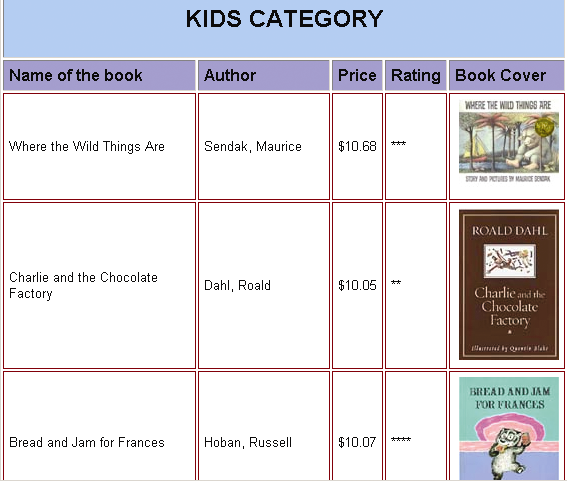 KIDS CATEGORY
Name of the book Author Price Rating Book Cover
Where the Wild Things Are Sendak, Maurice $10.68 ***
WHERE THE WILD THINGS ARE
STORY AND PICTURES BY MAURICE SENDAK
Charlie and the Chocolate
Factory Dahl, Roald $10.05 **
ROALD DAHL
Charlie and the
Chocolate
Factory
Illustrated by Quentin Blake
Bread and Jam for Frances Hoban, Russell $10.07 ****
BREAD AND JAM
FOR FRANCES